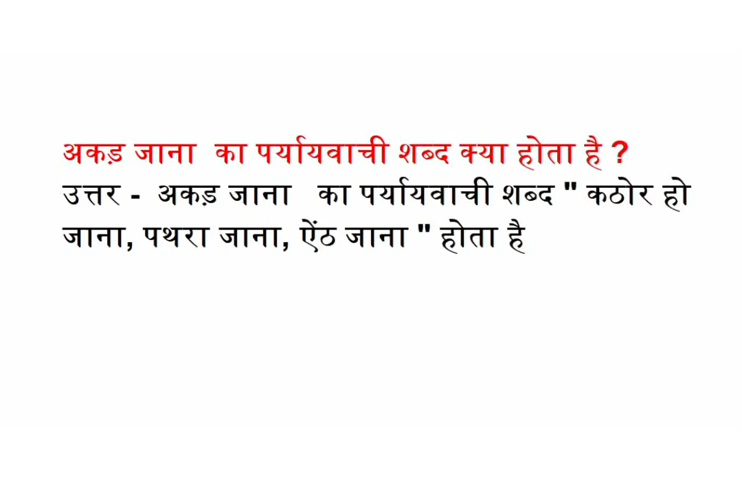 अकड़ जाना का पर्यायवाची शब्द क्या होता है ?
उत्तर - अकड़ जाना का पर्यायवाची शब्द " कठोर हो
जाना, पथरा जाना, ऐंठ जाना " होता है